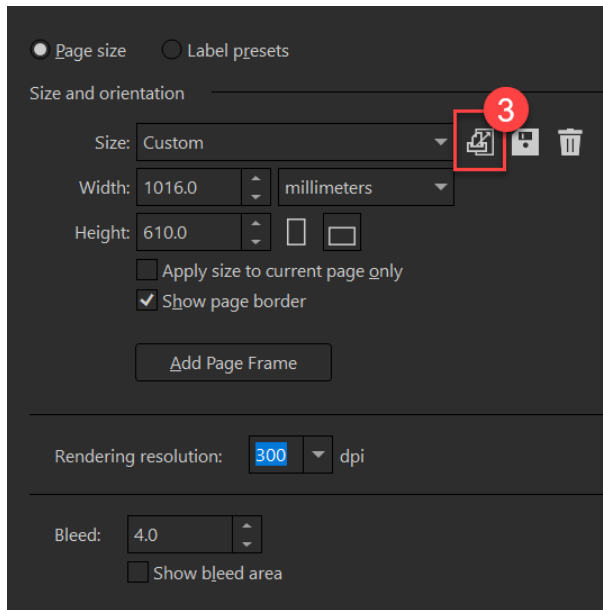 Page size Label presets
Size and orientation
3
Size: Custom
Width: 1016.0 millimeters
Height: 610.0
Apply size to current page only
Show page border
Add Page Frame
Rendering resolution: 300 dpi
Bleed: 4.0
Show bleed area